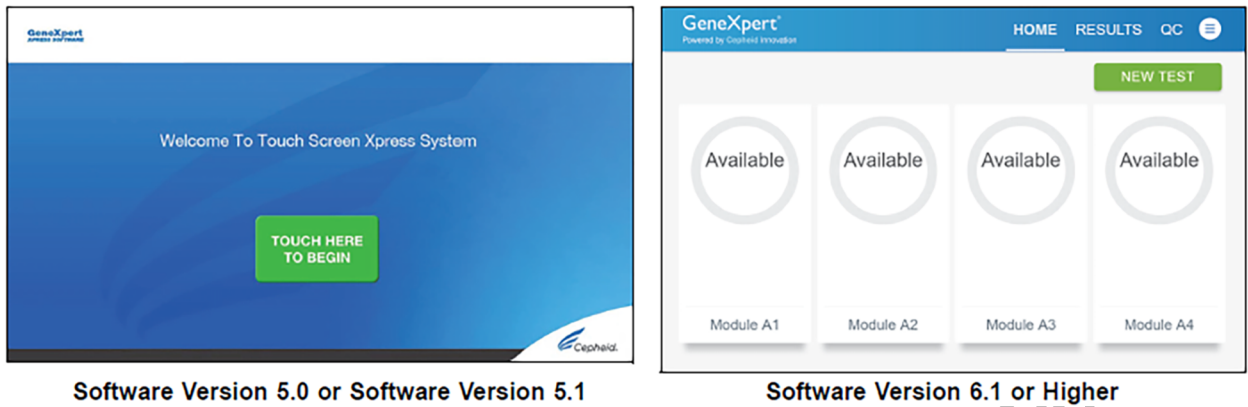 GeneXpert
XPRESS SOFTWARE
Welcome To Touch Screen Xpress System
TOUCH HERE
TO BEGIN
Cepheid.
Software Version 5.0 or Software Version 5.1
GeneXpert®
Powered by Cepheid Innovation
HOME RESULTS QC
NEW TEST
Available Available Available Available
Module A1 Module A2 Module A3 Module A4
Software Version 6.1 or Higher